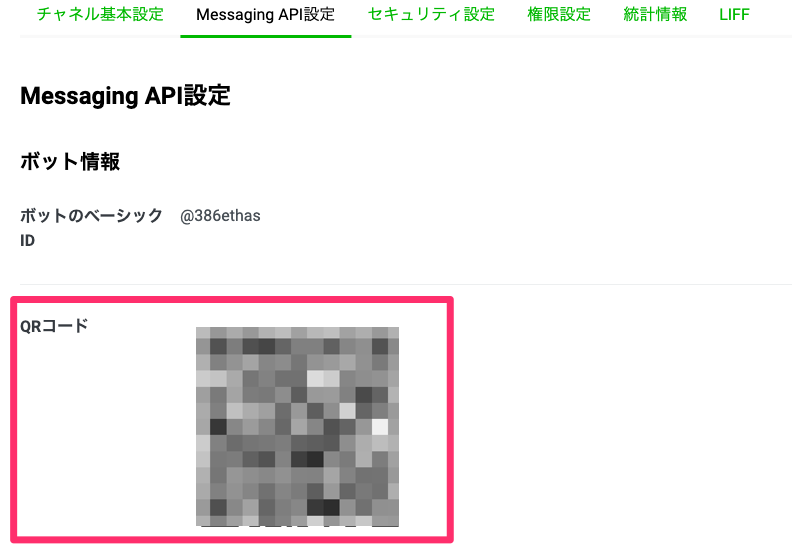 チャネル基本設定 Messaging API設定 セキュリティ設定 権限設定 統計情報 LIFF
Messaging API設定
ボット情報
ボットのベーシック @386ethas
ID
QRコード